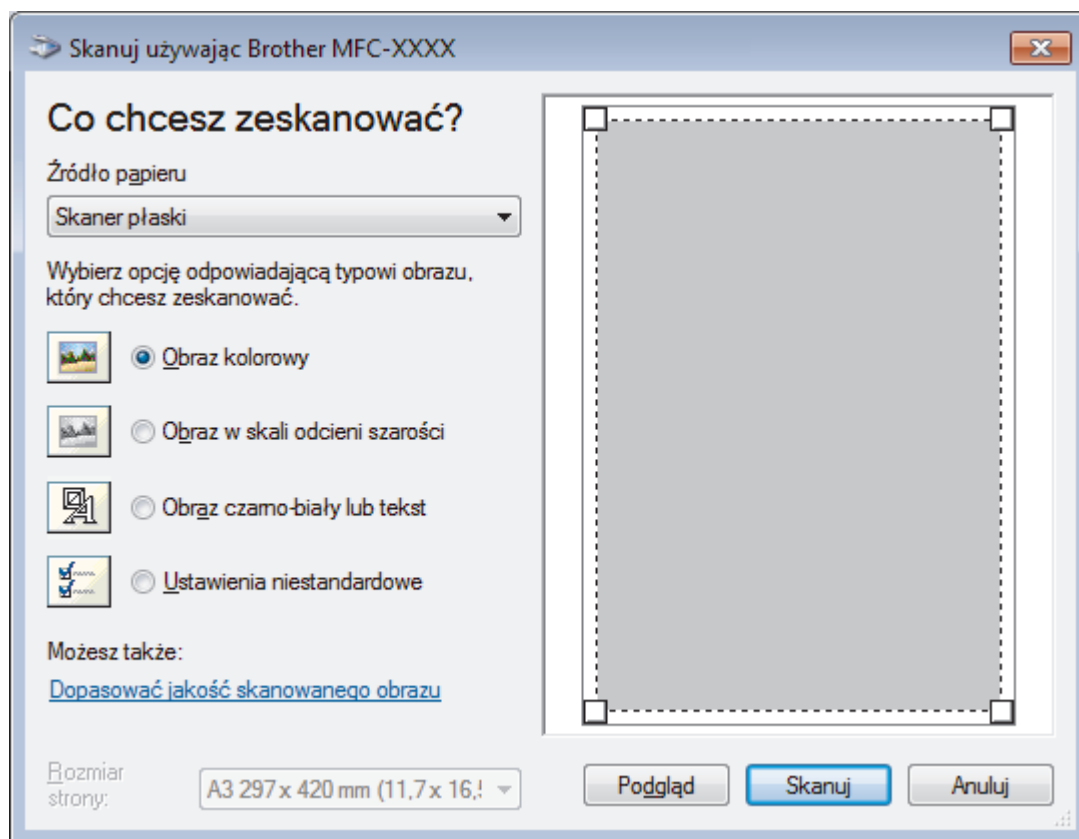 Skanuj używając Brother MFC-XXXX
Co chcesz zeskanować?
Źródło papieru
Skaner płaski
Wybierz opcję odpowiadającą typowi obrazu,
który chcesz zeskanować.
Obraz kolorowy
Obraz w skali odcieni szarości
Obraz czarno-biały lub tekst
Ustawienia niestandardowe
Możesz także:
Dopasować jakość skanowanego obrazu
Rozmiar
strony:
A3 297 x 420 mm (11,7 x 16,
Podgląd
Skanuj
Anuluj